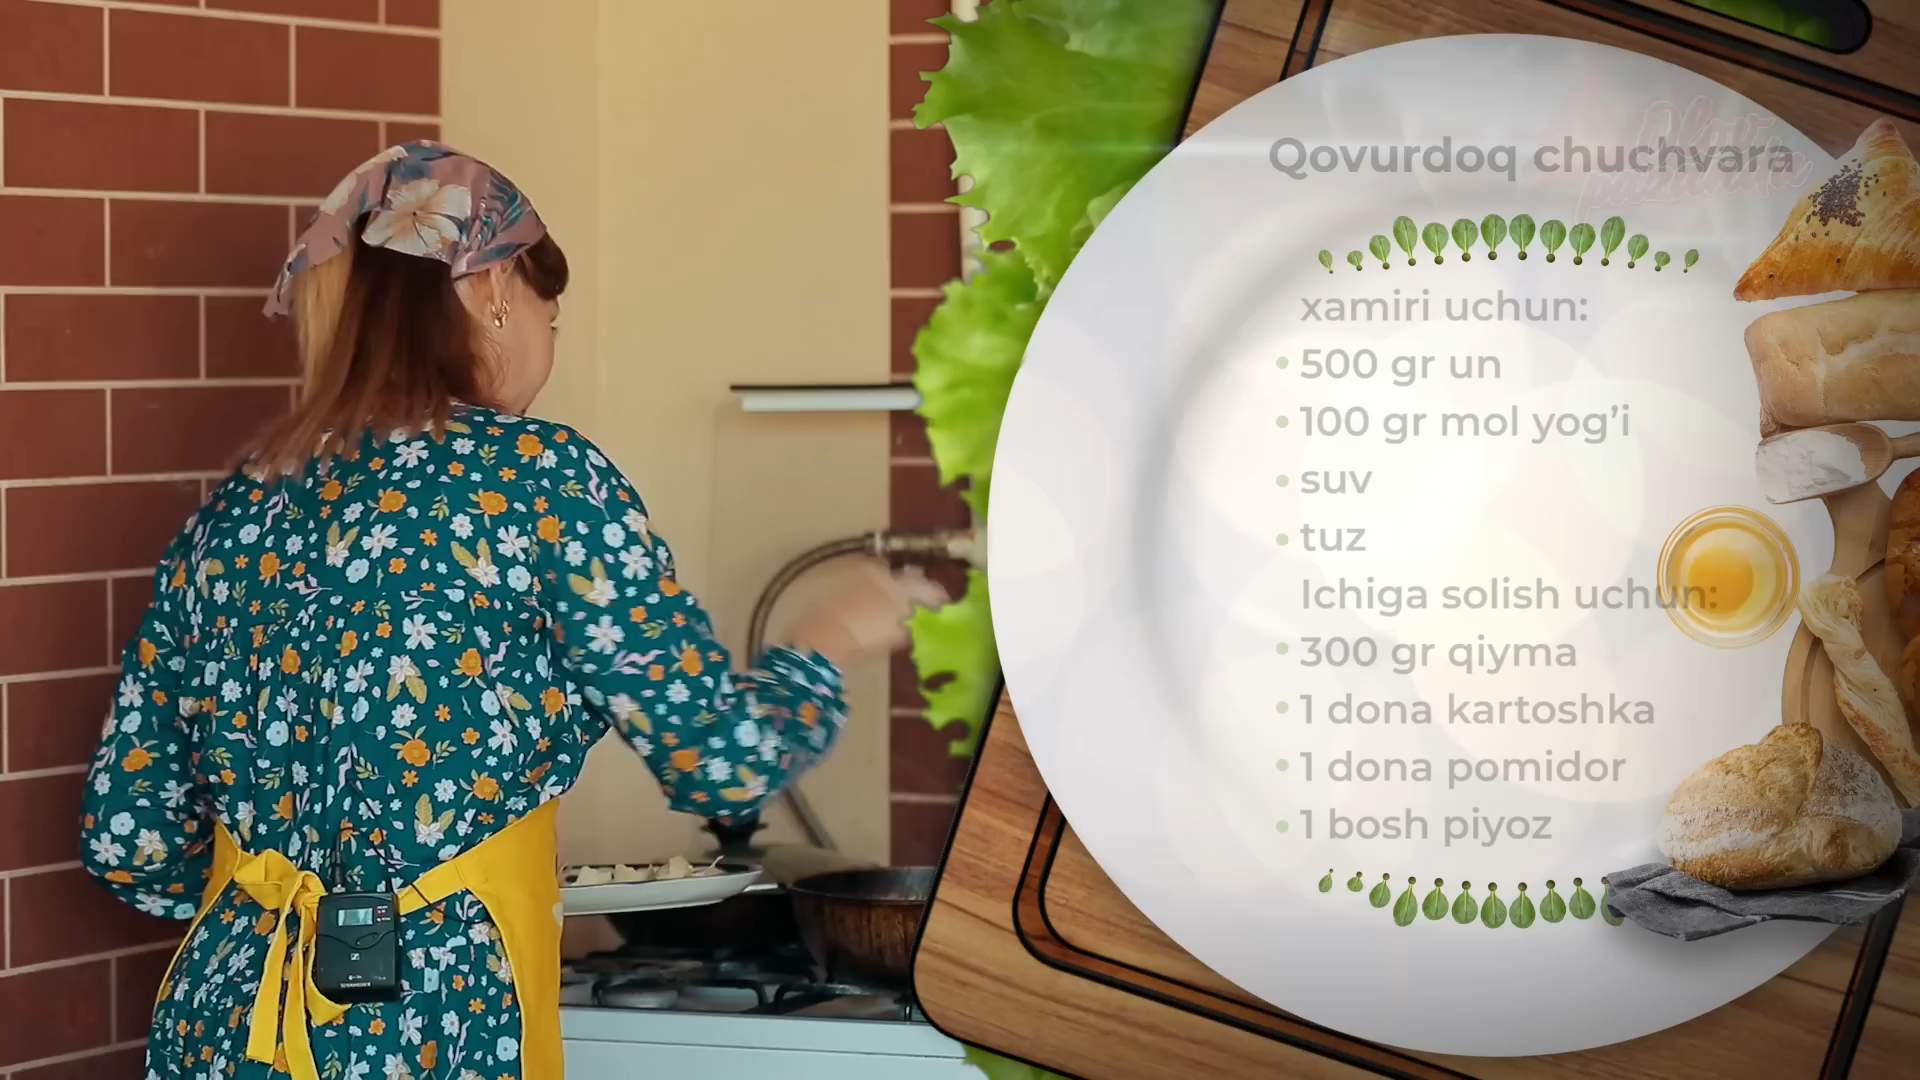 Qovurdoq chuchvara
xamiri uchun:
• 500 gr un
• 100 gr mol yog’i
• suv
• tuz
Ichiga solish uchun:
• 300 gr qiyma
• 1 dona kartoshka
• 1 dona pomidor
• 1 bosh piyoz